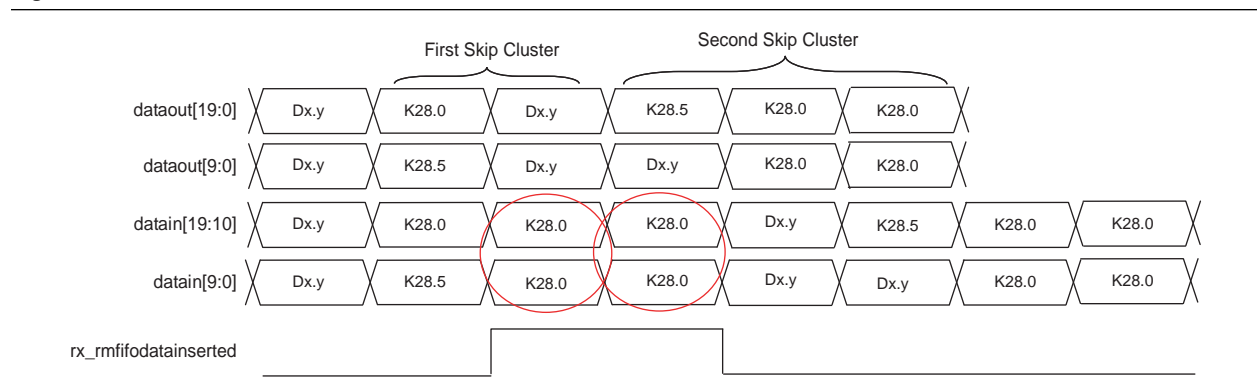 First Skip Cluster Second Skip Cluster
dataout[19:0] Dx.y K28.0 Dx.y K28.5 K28.0 K28.0
dataout[9:0] Dx.y K28.5 Dx.y Dx.y K28.0 K28.0
datain[19:10] Dx.y K28.0 K28.0 K28.0 Dx.y K28.5 K28.0 K28.0
datain[9:0] Dx.y K28.5 K28.0 K28.0 Dx.y Dx.y K28.0 K28.0
rx_rmfifodatainserted